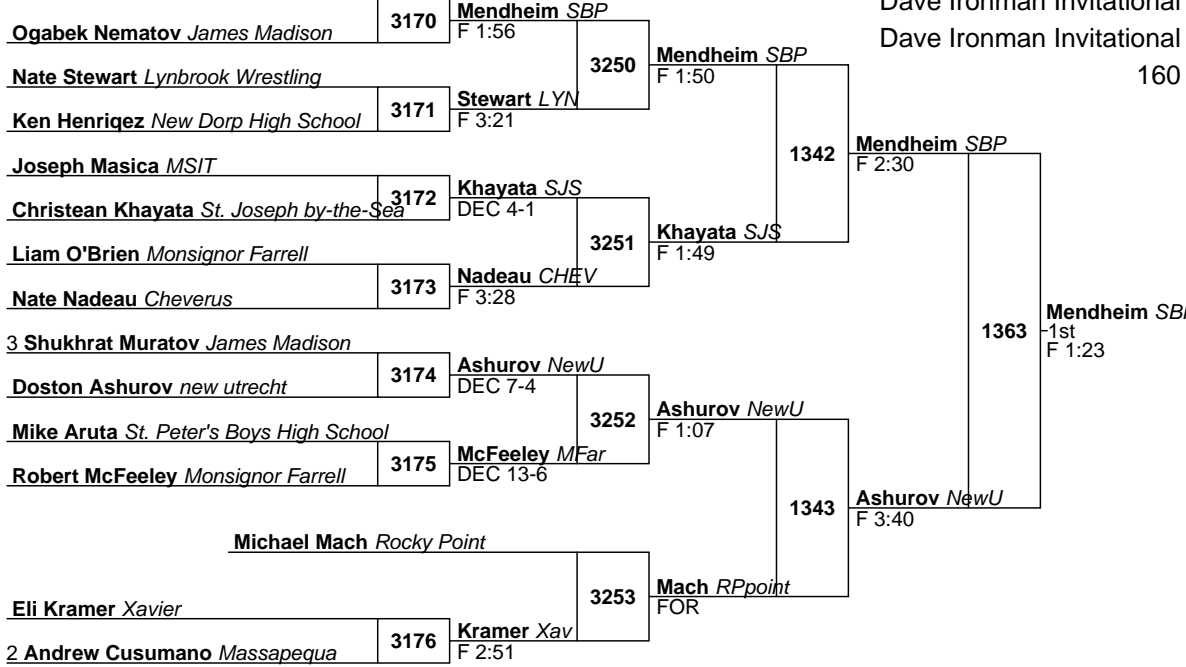 Dave Ironman Invitational
Dave Ironman Invitational
160
Ogabek Nematov James Madison
3170
Mendheim SBP
F 1:56
Nate Stewart Lynbrook Wrestling
Ken Henriqez New Dorp High School
3171
Stewart LYN
F 3:21
3250
Mendheim SBP
F 1:50
Joseph Masica MSIT
Christean Khayata St. Joseph by-the-Sea
3172
Khayata SJS
DEC 4-1
Liam O'Brien Monsignor Farrell
Nate Nadeau Cheverus
3173
Nadeau CHEV
F 3:28
3251
Khayata SJS
F 1:49
1342
Mendheim SBP
F 2:30
3 Shukhrat Muratov James Madison
Doston Ashurov new utrecht
3174
Ashurov NewU
DEC 7-4
Mike Aruta St. Peter's Boys High School
Robert McFeeley Monsignor Farrell
3175
McFeeley MFar
DEC 13-6
3252
Ashurov NewU
F 1:07
Michael Mach Rocky Point
Eli Kramer Xavier
2 Andrew Cusumano Massapequa
3176
Kramer Xav
F 2:51
3253
Mach RPpoint
FOR
1343
Ashurov NewU
F 3:40
1363
Mendheim
1st
F 1:23